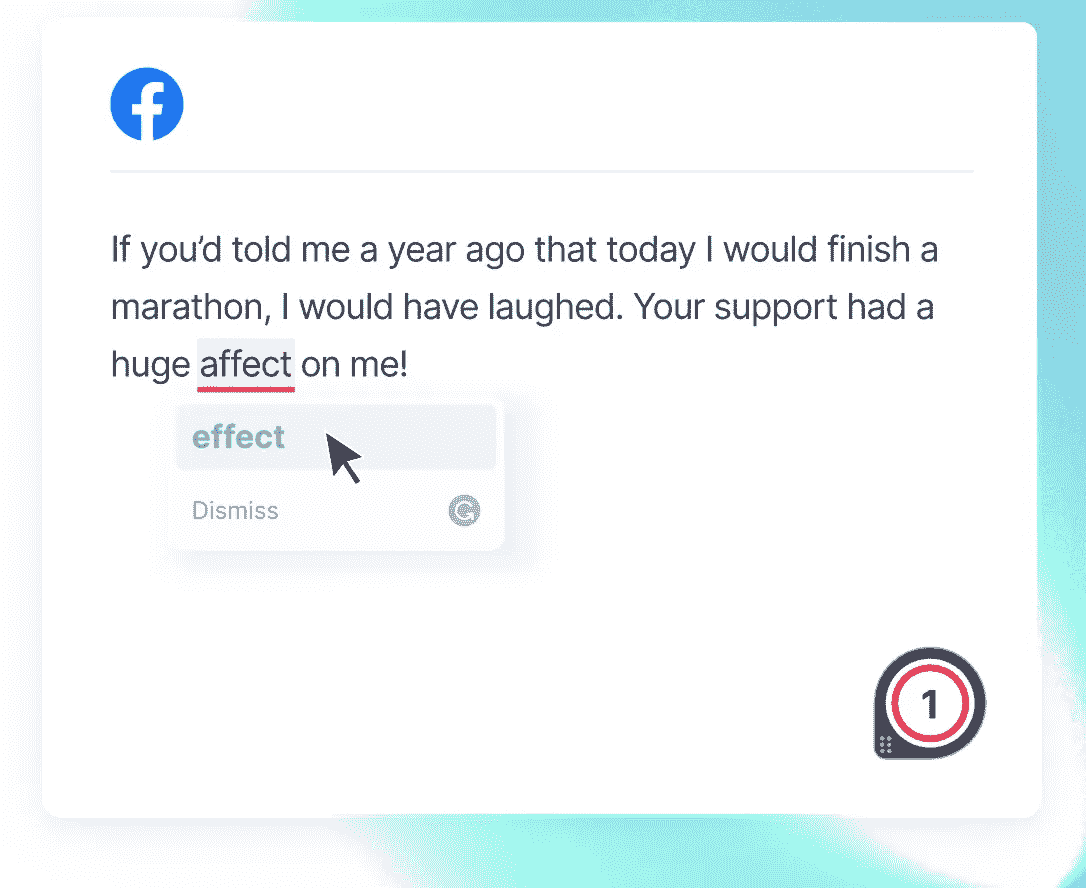 If you’d told me a year ago that today I would finish a
marathon, I would have laughed. Your support had a
huge affect on me!
effect
Dismiss
1